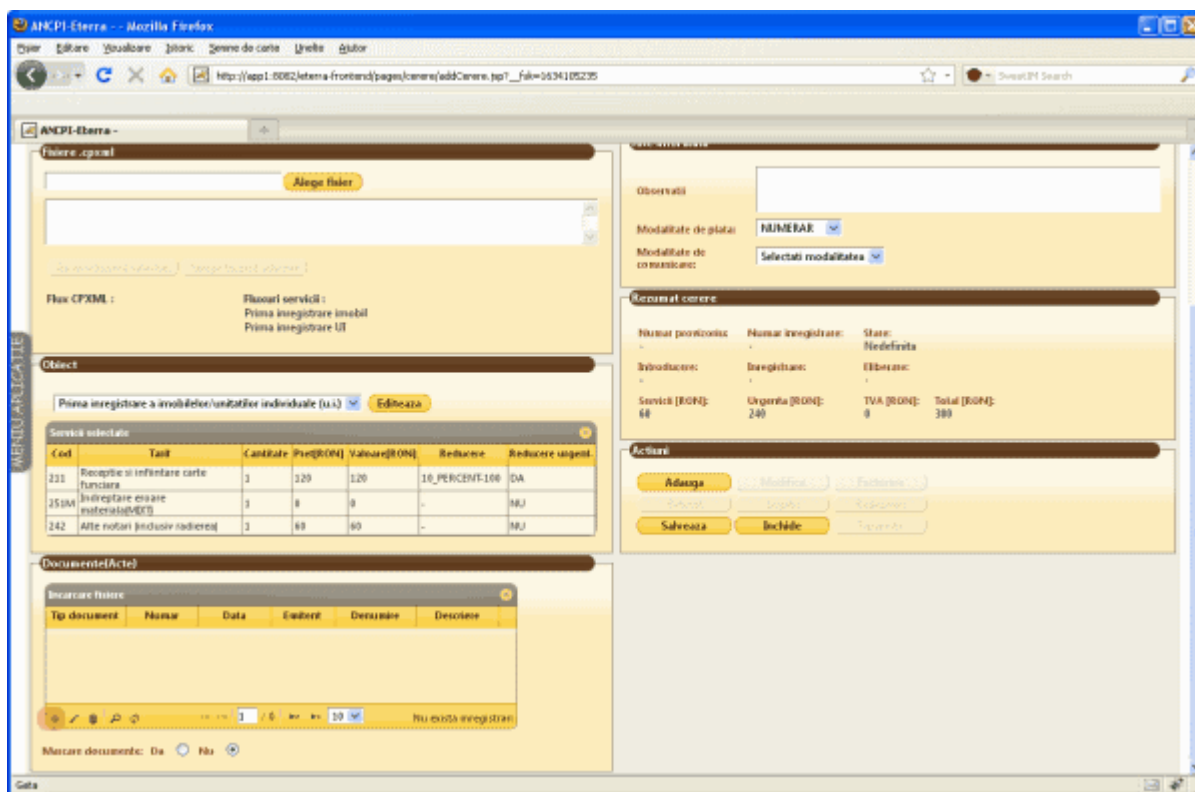 ANCPI-Eterra - - Mozilla Firefox
Fişier Editare Vizualizare Istoric Semne de carte Unelte Ajutor
http://app1:8082/eterra-frontend/pages/cerere/addCerere.jsp?__fsk=1634105235
SweetIM Search
ANCPI-Eterra -
MENIU APLICATIE
Fisiere .cpxml
Alege fisier
Flux CPXML :
Fluxuri servicii :
Prima inregistrare imobil
Prima inregistrare UI
Obiect
Prima inregistrare a imobilelor/unitatilor individuale (u.i.) Editeaza
Servicii selectate
Cod Tarif Cantitate Pret[RON] Valoare[RON] Reducere Reducere urgent.
211 Receptie si infiintare carte funciara 1 120 120 10_PERCENT-100 DA
251M Indreptare eroare materiala(MDT) 1 0 0 - NU
242 Alte notari (inclusiv radierea) 1 60 60 - NU
Documente(Acte)
Incarcare fisiere
Tip document Numar Data Emitent Denumire Descriere
1 / 0 10 Nu exista inregistrari
Marcare documente: Da Nu
Observatii
Modalitate de plata: NUMERAR
Modalitate de comunicare: Selectati modalitatea
Rezumat cerere
Numar provizoriu: Numar inregistrare: Stare:
- - Nedefinita
Introducere: Inregistrare: Eliberare:
- - -
Servicii [RON]: Urgenta [RON]: TVA [RON]: Total [RON]:
60 240 0 300
Actiuni
Adauga
Salveaza Inchide
Gata